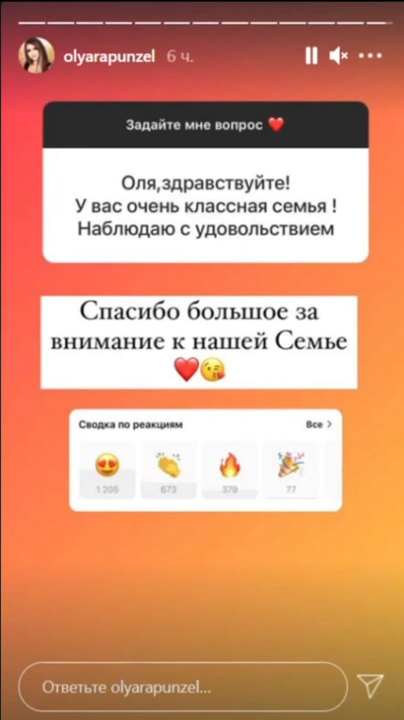 olyarapunzel 6 ч.
Задайте мне вопрос ❤️
Оля,здравствуйте!
У вас очень классная семья !
Наблюдаю с удовольствием
Спасибо большое за
внимание к нашей Семье
❤️😘
Сводка по реакциям Все >
😍 👏 🔥 🎉
1 205 673 379 77
Ответьте olyarapunzel...